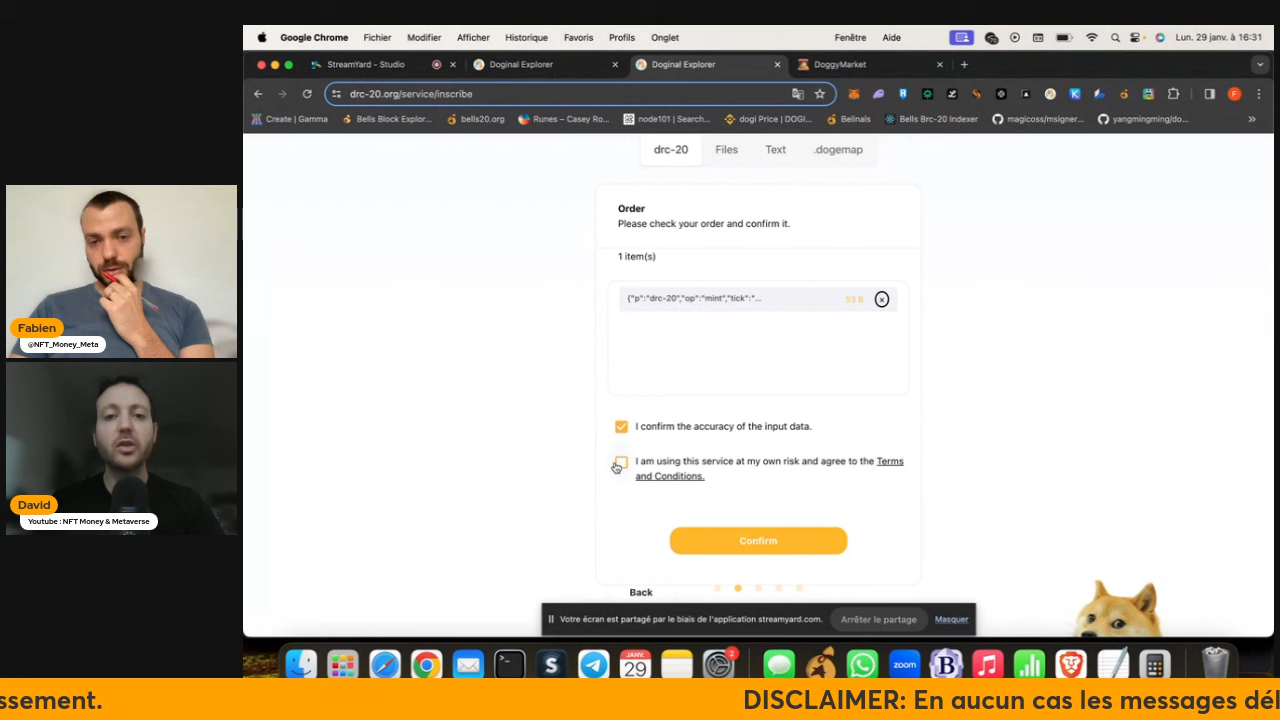 Google Chrome Fichier Modifier Afficher Historique Favoris Profils Onglet Fenêtre Aide Lun. 29 janv. à 16:31
StreamYard - Studio Doginal Explorer Doginal Explorer DoggyMarket
drc-20.org/service/inscribe
Create | Gamma Bells Block Explor... bells20.org Runes – Casey Ro... node101 | Search... dogi Price | DOGI... Belinals Bells Brc-20 Indexer magicoss/msigner... yangmingming/do...
drc-20 Files Text .dogemap
Order
Please check your order and confirm it.
1 item(s)
{"p":"drc-20","op":"mint","tick":"... 53 B
I confirm the accuracy of the input data.
I am using this service at my own risk and agree to the Terms
and Conditions.
Confirm
Back
Votre écran est partagé par le biais de l'application streamyard.com. Arrêter le partage Masquer
JANV.
29
2
zoom
Fabien
@NFT_Money_Meta
David
Youtube : NFT Money & Metaverse
ssement. DISCLAIMER: En aucun cas les messages dél